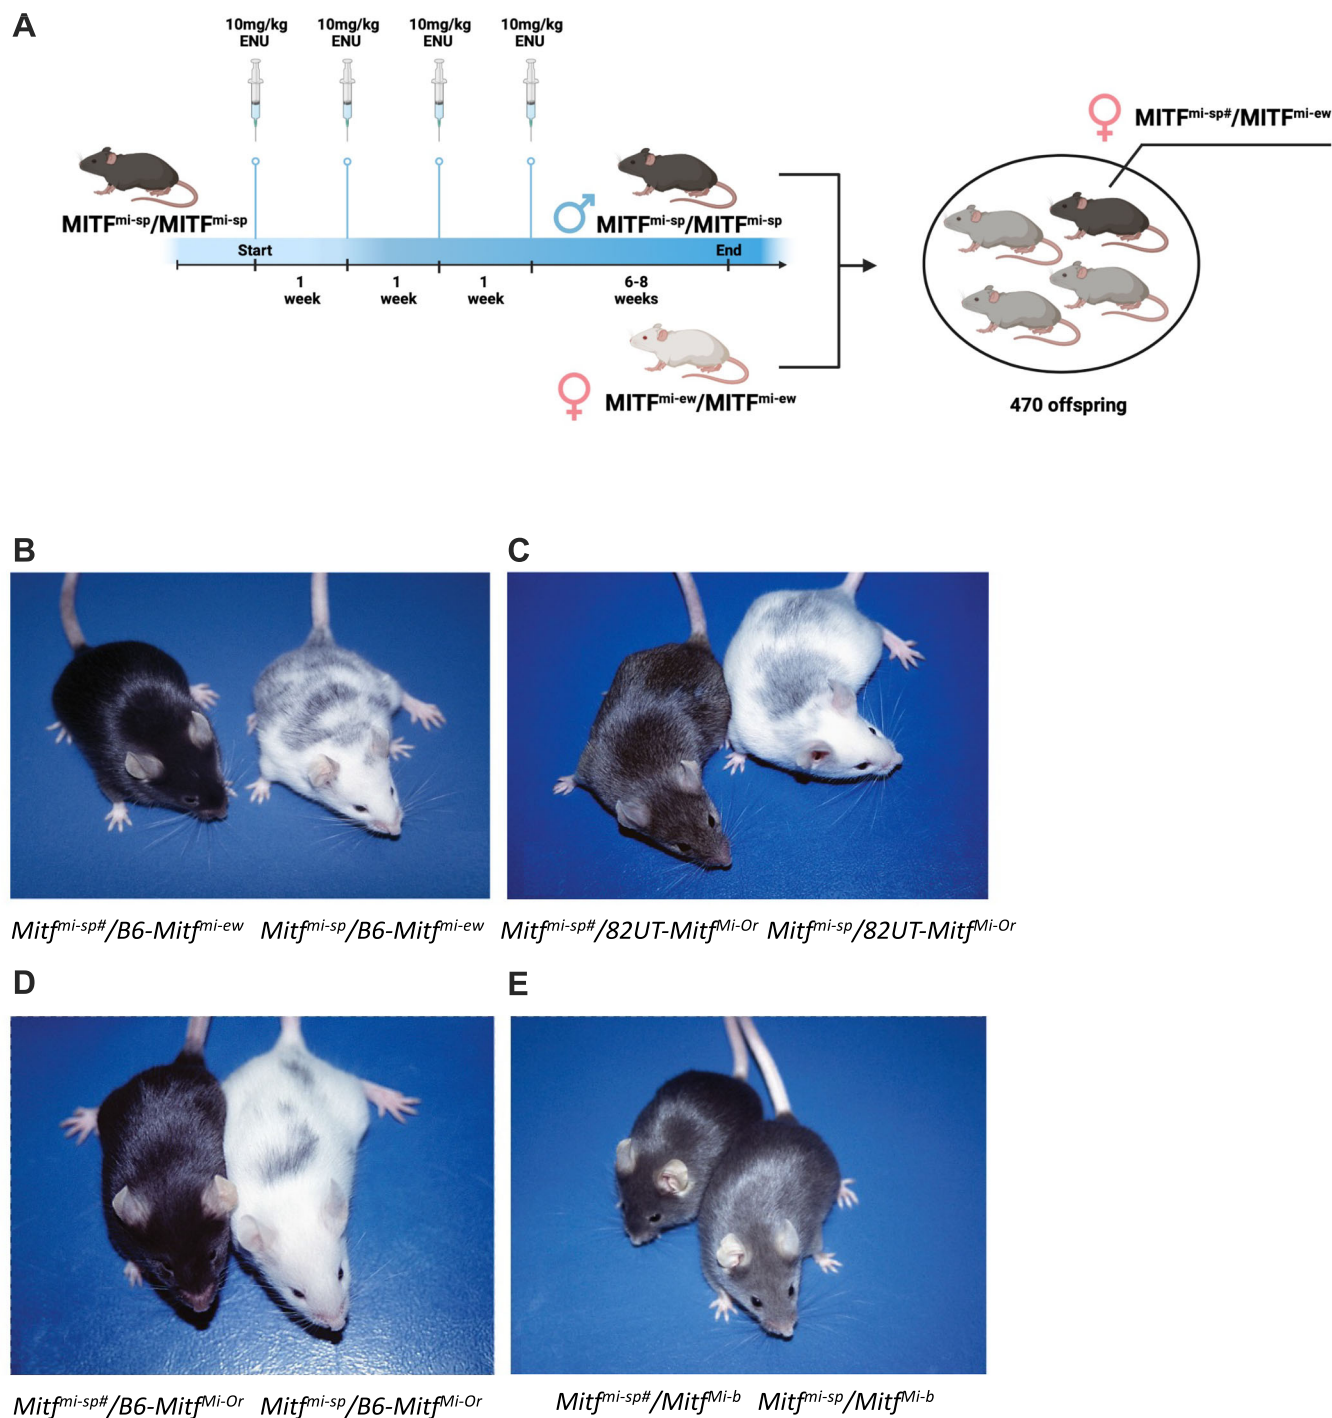 A
10mg/kg ENU
10mg/kg ENU
10mg/kg ENU
10mg/kg ENU
MITFmi-sp/MITFmi-sp
♂ MITFmi-sp/MITFmi-sp
Start
End
1 week
1 week
1 week
6-8 weeks
♀ MITFmi-ew/MITFmi-ew
♀ MITFmi-sp#/MITFmi-ew
470 offspring
B
C
Mitfmi-sp#/B6-Mitfmi-ew Mitfmi-sp/B6-Mitfmi-ew
Mitfmi-sp#/82UT-MitfMi-Or Mitfmi-sp/82UT-MitfMi-Or
D
E
Mitfmi-sp#/B6-MitfMi-Or Mitfmi-sp/B6-MitfMi-Or
Mitfmi-sp#/MitfMi-b Mitfmi-sp/MitfMi-b